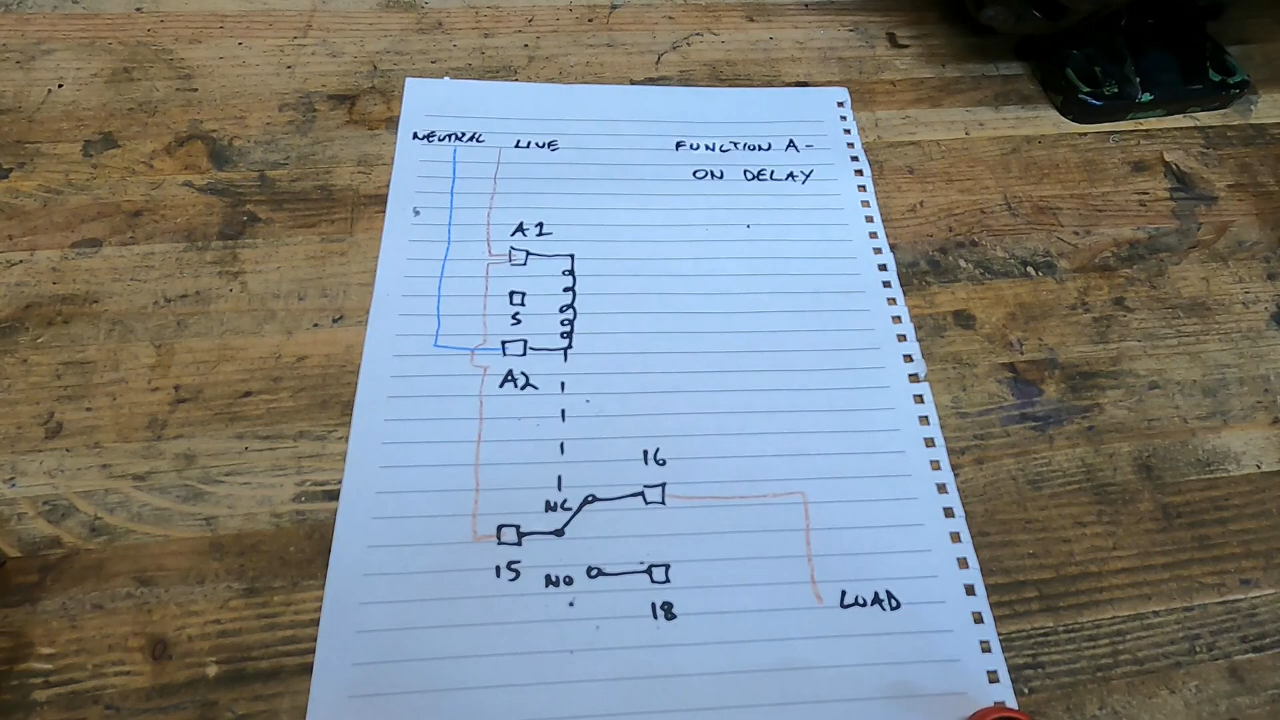 NEUTRAL LIVE
FUNCTION A-
ON DELAY
A1
S
A2
16
NC
15
NO
18
LOAD